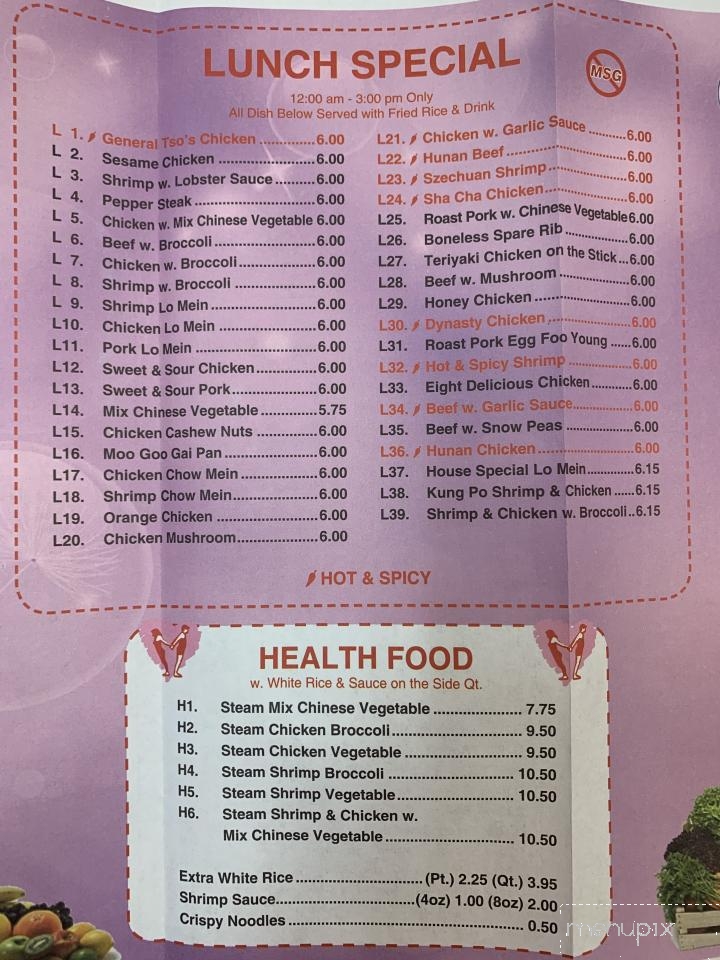 LUNCH SPECIAL
MSG
12:00 am - 3:00 pm Only
All Dish Below Served with Fried Rice & Drink
L 1. General Tso's Chicken ..............6.00
L 2. Sesame Chicken ........................6.00
L 3. Shrimp w. Lobster Sauce ..........6.00
L 4. Pepper Steak ..............................6.00
L 5. Chicken w. Mix Chinese Vegetable 6.00
L 6. Beef w. Broccoli .........................6.00
L 7. Chicken w. Broccoli ...................6.00
L 8. Shrimp w. Broccoli .....................6.00
L 9. Shrimp Lo Mein ..........................6.00
L10. Chicken Lo Mein .........................6.00
L11. Pork Lo Mein ..............................6.00
L12. Sweet & Sour Chicken ...............6.00
L13. Sweet & Sour Pork .....................6.00
L14. Mix Chinese Vegetable ..............5.75
L15. Chicken Cashew Nuts ................6.00
L16. Moo Goo Gai Pan .......................6.00
L17. Chicken Chow Mein ...................6.00
L18. Shrimp Chow Mein .....................6.00
L19. Orange Chicken .........................6.00
L20. Chicken Mushroom ....................6.00
L21. Chicken w. Garlic Sauce .........6.00
L22. Hunan Beef ..............................6.00
L23. Szechuan Shrimp ....................6.00
L24. Sha Cha Chicken .....................6.00
L25. Roast Pork w. Chinese Vegetable 6.00
L26. Boneless Spare Rib ................6.00
L27. Teriyaki Chicken on the Stick ...6.00
L28. Beef w. Mushroom ..................6.00
L29. Honey Chicken ........................6.00
L30. Dynasty Chicken .....................6.00
L31. Roast Pork Egg Foo Young .....6.00
L32. Hot & Spicy Shrimp .................6.00
L33. Eight Delicious Chicken ..........6.00
L34. Beef w. Garlic Sauce ...............6.00
L35. Beef w. Snow Peas .................6.00
L36. Hunan Chicken ........................6.00
L37. House Special Lo Mein ............6.15
L38. Kung Po Shrimp & Chicken .....6.15
L39. Shrimp & Chicken w. Broccoli ..6.15
HOT & SPICY
HEALTH FOOD
w. White Rice & Sauce on the Side Qt.
H1. Steam Mix Chinese Vegetable ...................... 7.75
H2. Steam Chicken Broccoli ................................ 9.50
H3. Steam Chicken Vegetable ............................. 9.50
H4. Steam Shrimp Broccoli ............................... 10.50
H5. Steam Shrimp Vegetable ............................. 10.50
H6. Steam Shrimp & Chicken w.
Mix Chinese Vegetable ................................ 10.50
Extra White Rice ................................(Pt.) 2.25 (Qt.) 3.95
Shrimp Sauce...................................(4oz) 1.00 (8oz) 2.00
Crispy Noodles .......................................................... 0.50
menupix